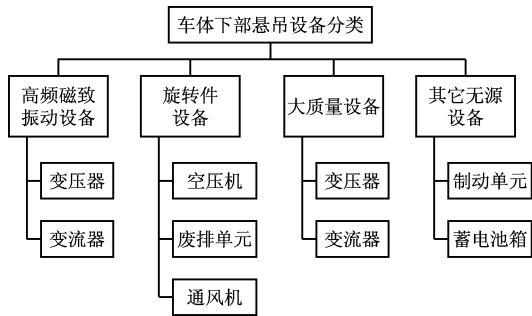 车体下部悬吊设备分类
高频磁致
振动设备
变压器
变流器
旋转件
设备
空压机
废排单元
通风机
大质量设备
变压器
变流器
其它无源
设备
制动单元
蓄电池箱